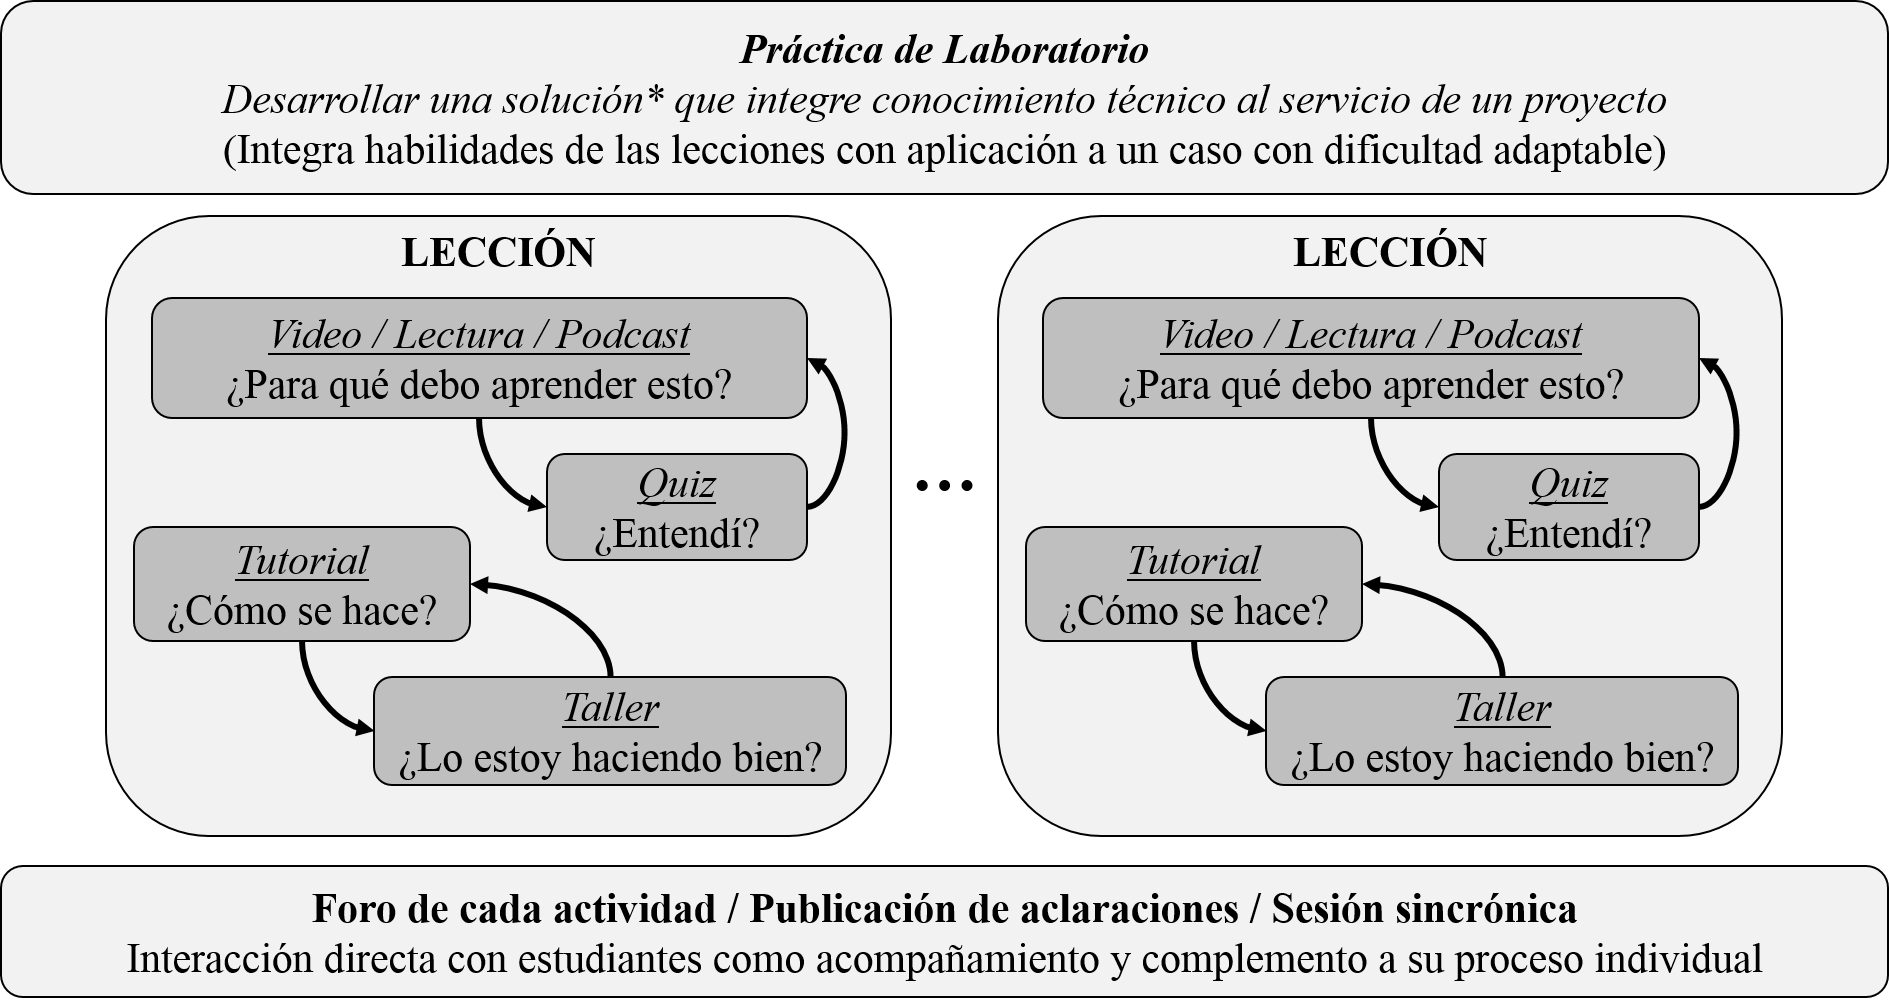 Práctica de Laboratorio
Desarrollar una solución* que integre conocimiento técnico al servicio de un proyecto
(Integra habilidades de las lecciones con aplicación a un caso con dificultad adaptable)
LECCIÓN
Video / Lectura / Podcast
¿Para qué debo aprender esto?
Quiz
¿Entendí?
Tutorial
¿Cómo se hace?
Taller
¿Lo estoy haciendo bien?
...
LECCIÓN
Video / Lectura / Podcast
¿Para qué debo aprender esto?
Quiz
¿Entendí?
Tutorial
¿Cómo se hace?
Taller
¿Lo estoy haciendo bien?
Foro de cada actividad / Publicación de aclaraciones / Sesión sincrónica
Interacción directa con estudiantes como acompañamiento y complemento a su proceso individual